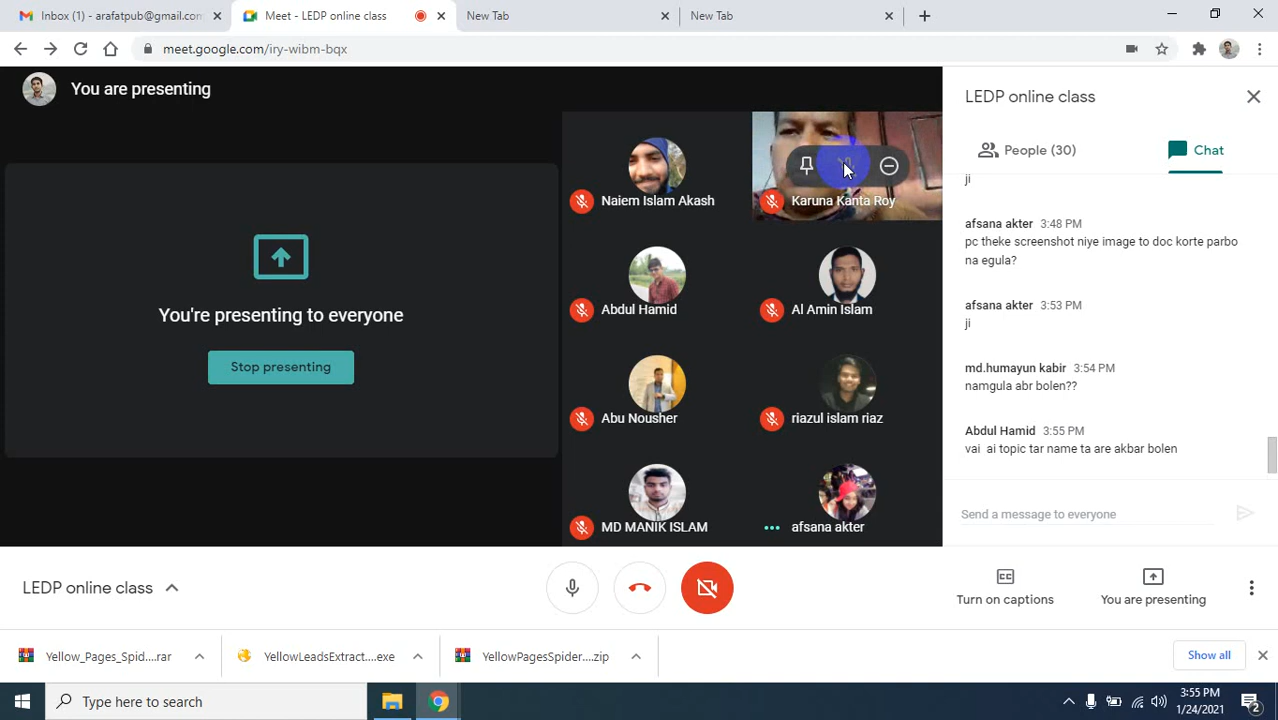 Inbox (1) - arafatpub@gmail.com
Meet - LEDP online class
New Tab
New Tab
meet.google.com/iry-wibm-bqx
You are presenting
LEDP online class
People (30)
Chat
ji
afsana akter 3:48 PM
pc theke screenshot niye image to doc korte parbo
na egula?
afsana akter 3:53 PM
ji
md.humayun kabir 3:54 PM
namgula abr bolen??
Abdul Hamid 3:55 PM
vai ai topic tar name ta are akbar bolen
Send a message to everyone
You're presenting to everyone
Stop presenting
Naiem Islam Akash
Karuna Kanta Roy
Abdul Hamid
Al Amin Islam
Abu Nousher
riazul islam riaz
MD MANIK ISLAM
afsana akter
LEDP online class
CC
Turn on captions
You are presenting
Yellow_Pages_Spid....rar
YellowLeadsExtract....exe
YellowPagesSpider....zip
Show all
Type here to search
3:55 PM
1/24/2021
2